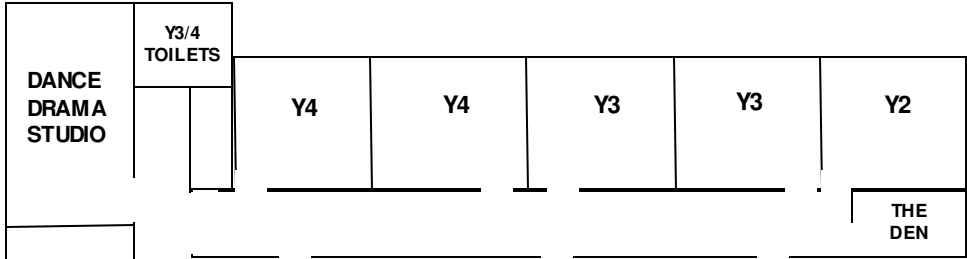 Y3/4
TOILETS
DANCE
DRAMA
STUDIO
Y4
Y4
Y3
Y3
Y2
THE
DEN